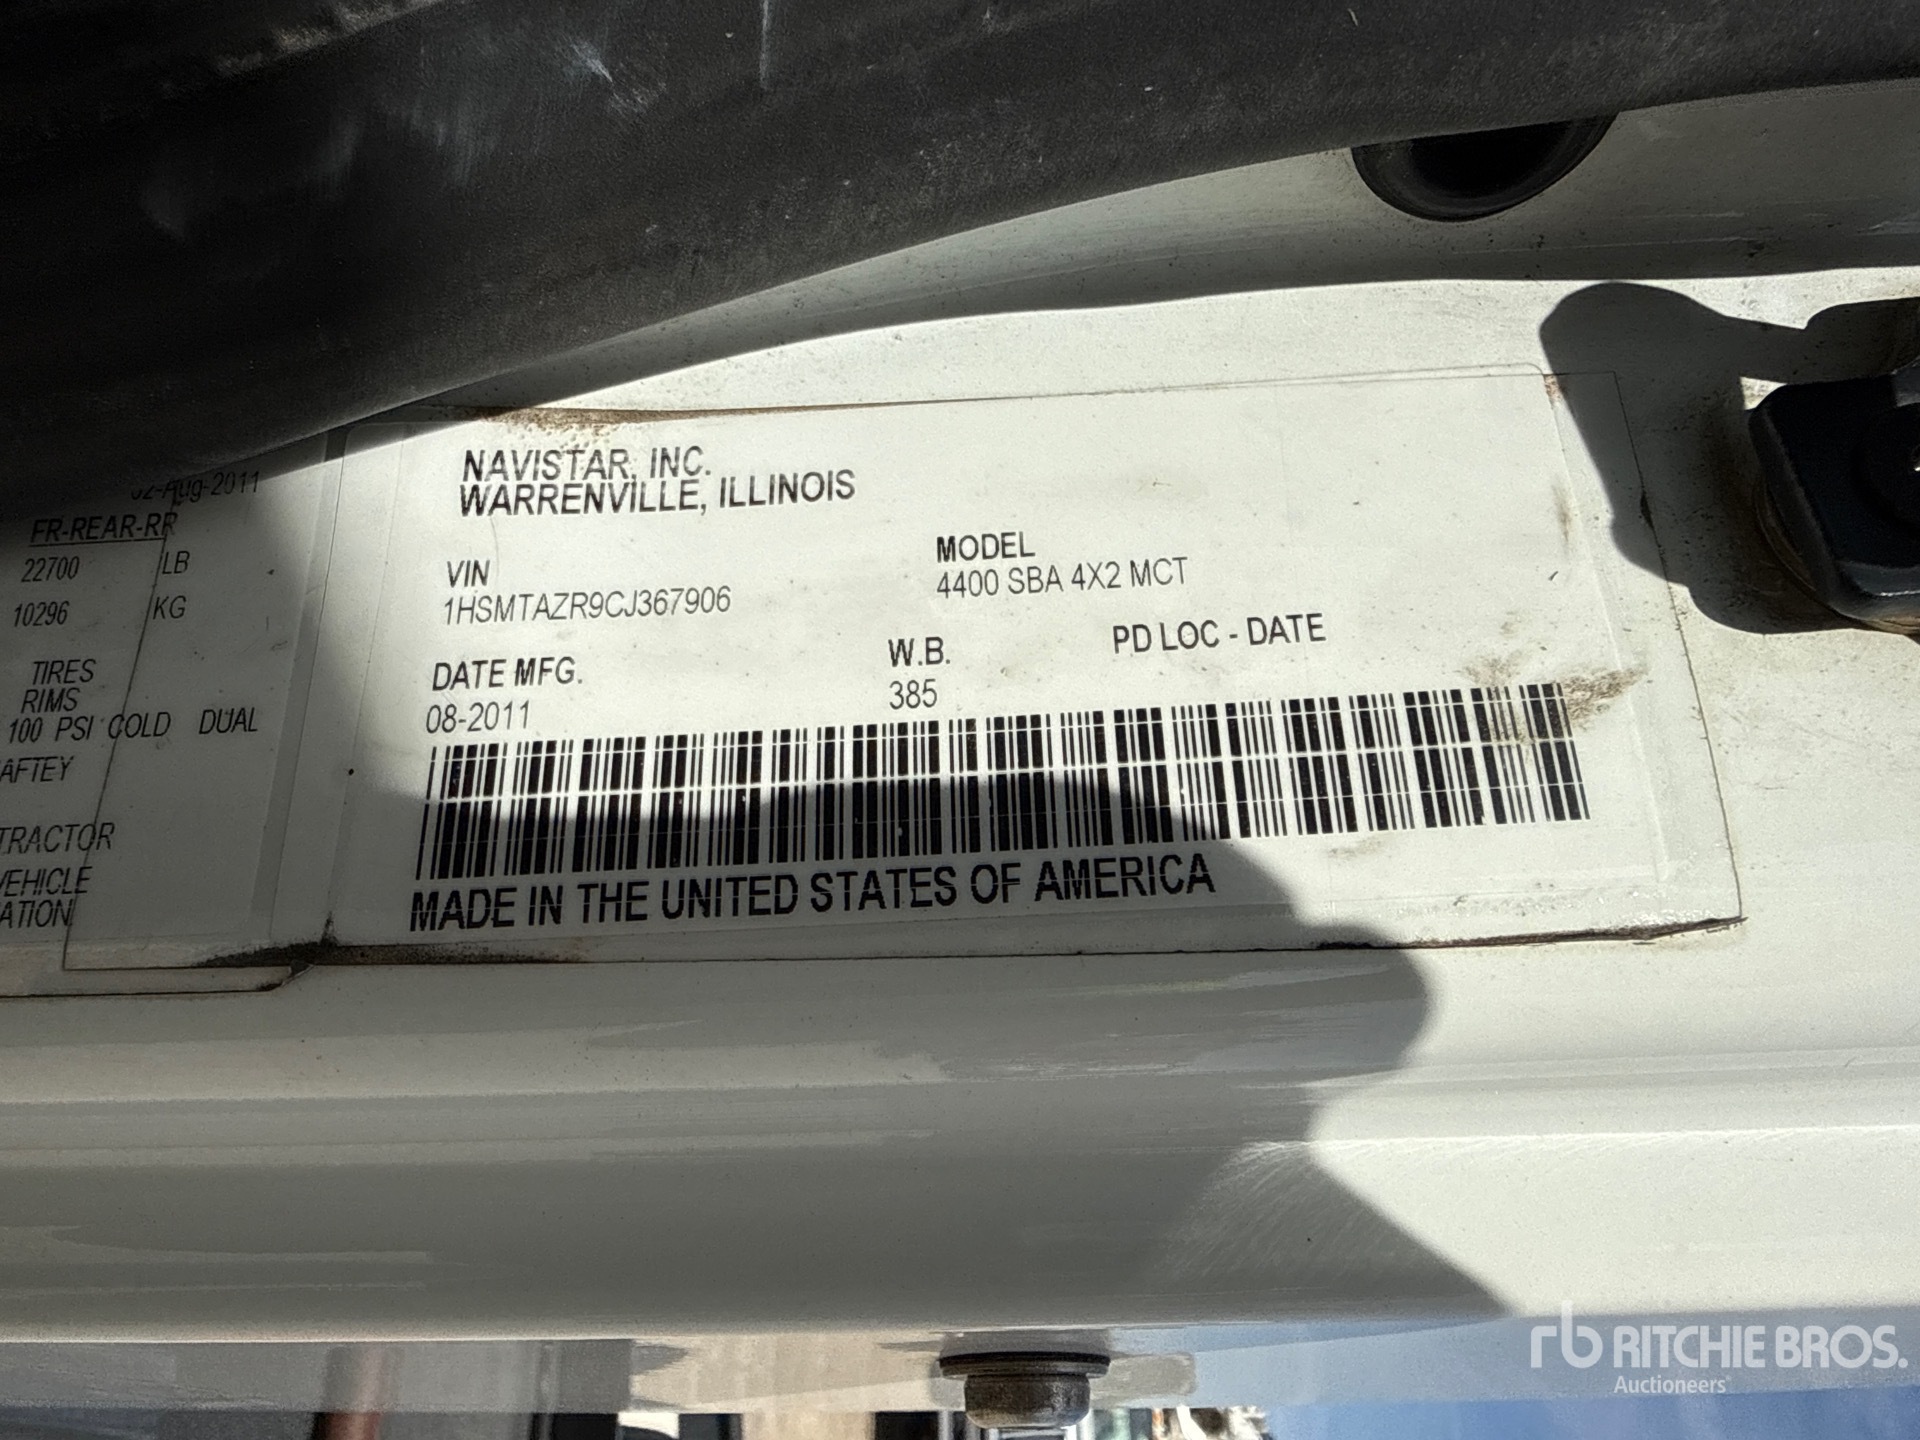 -Aug-2011
FR-REAR-RR
22700 LB
10296 KG
TIRES
RIMS
100 PSI COLD DUAL
AFTEY
TRACTOR
VEHICLE
ATION
NAVISTAR, INC.
WARRENVILLE, ILLINOIS
VIN
1HSMTAZR9CJ367906
MODEL
4400 SBA 4X2 MCT
DATE MFG.
08-2011
W.B.
385
PD LOC - DATE
MADE IN THE UNITED STATES OF AMERICA
rb RITCHIE BROS.
Auctioneers